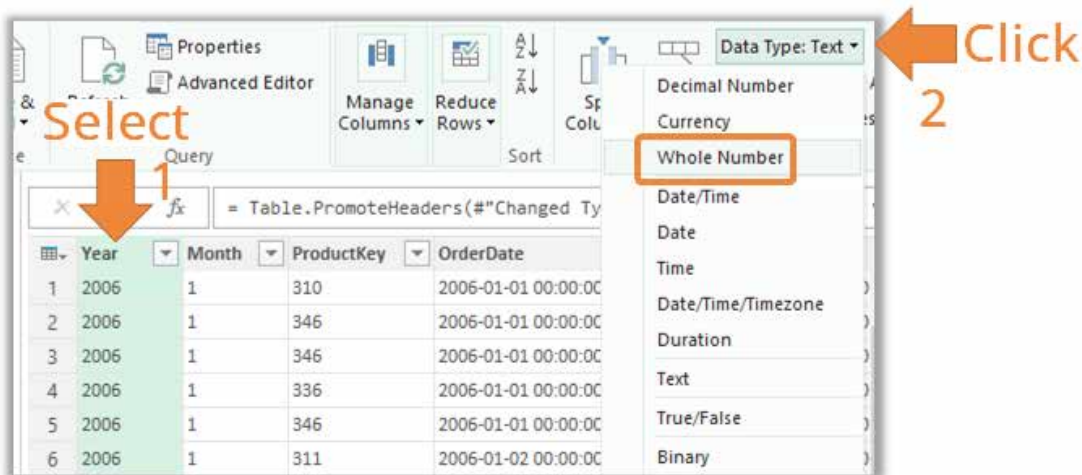 Properties
Advanced Editor
&
Manage
Columns
Reduce
Rows
Data Type: Text
Click
2
Select
1
Query
Sort
Decimal Number
Currency
Whole Number
Date/Time
Date
Time
Date/Time/Timezone
Duration
Text
True/False
Binary
fx = Table.PromoteHeaders(#"Changed Ty
Year Month ProductKey OrderDate
1 2006 1 310 2006-01-01 00:00:00
2 2006 1 346 2006-01-01 00:00:00
3 2006 1 346 2006-01-01 00:00:00
4 2006 1 336 2006-01-01 00:00:00
5 2006 1 346 2006-01-01 00:00:00
6 2006 1 311 2006-01-02 00:00:00